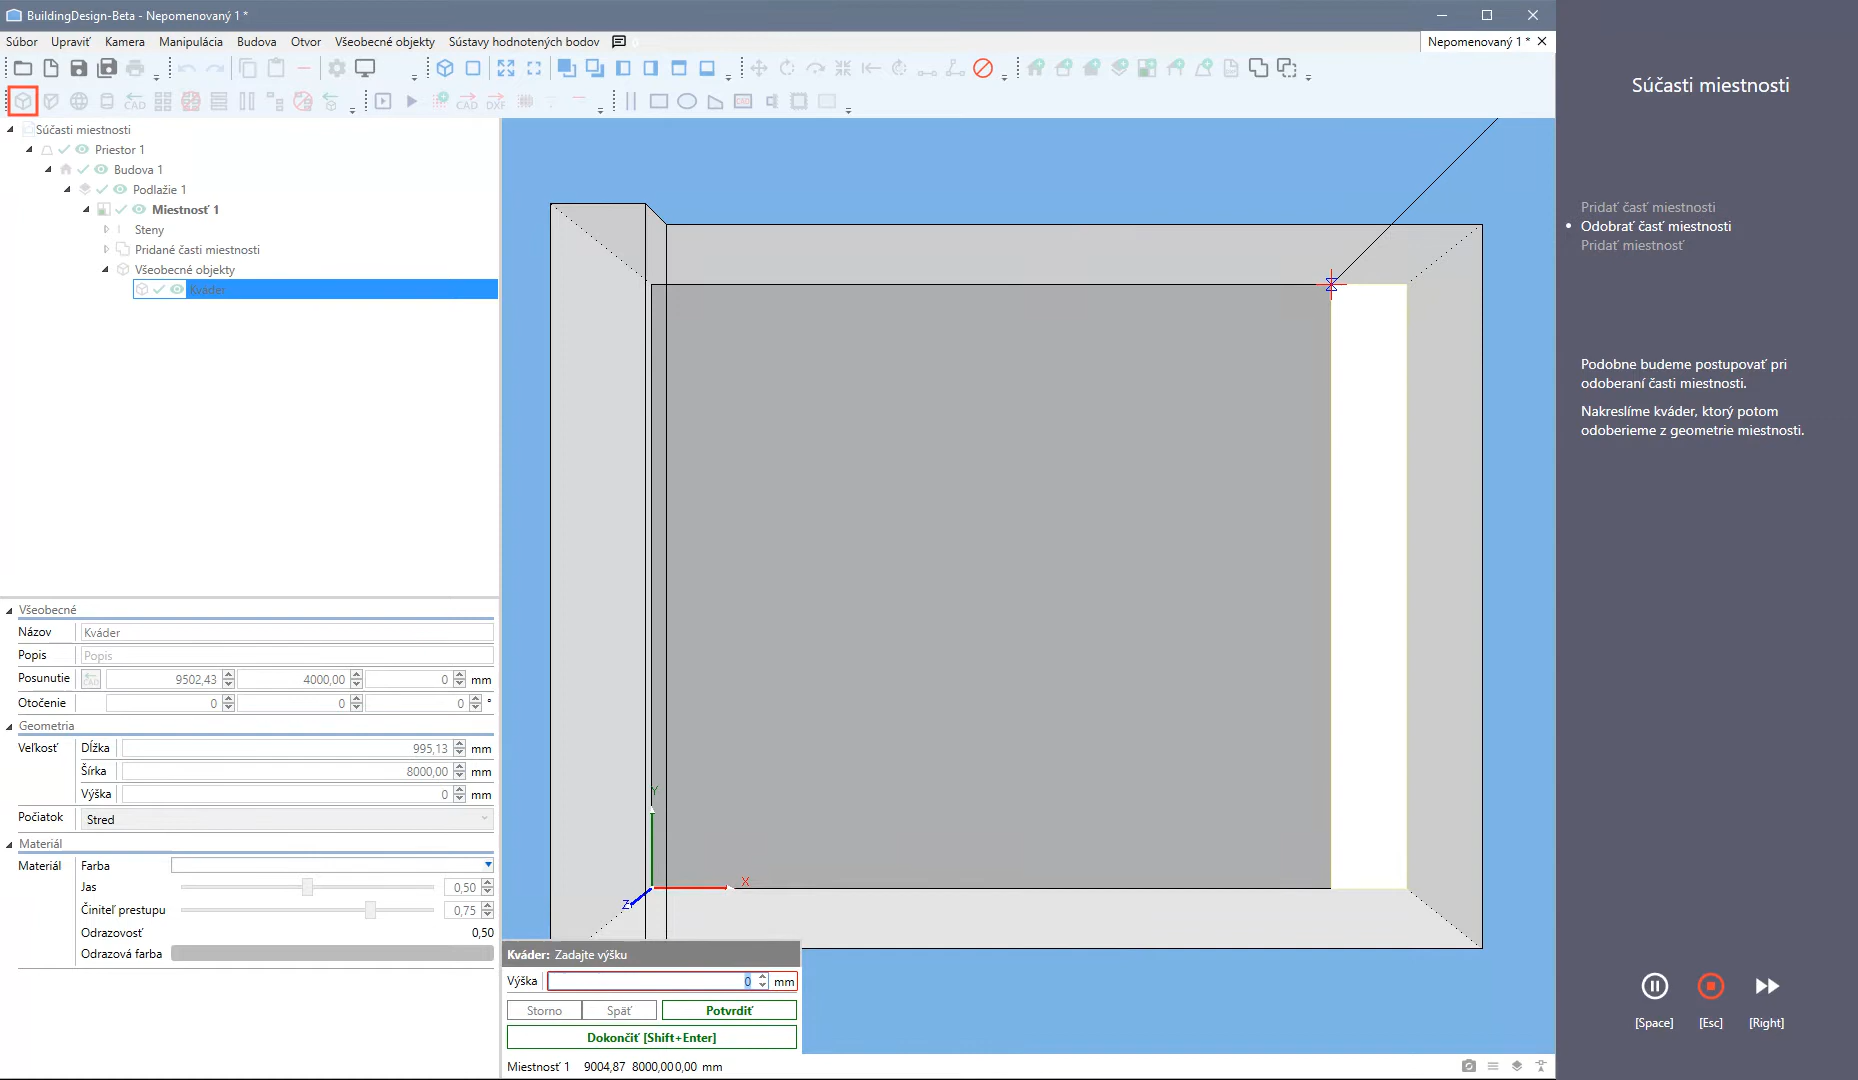 BuildingDesign-Beta - Nepomenovaný 1 *
Súbor Upraviť Kamera Manipulácia Budova Otvor Všeobecné objekty Sústavy hodnotených bodov
Nepomenovaný 1 *
CAD CAD DXF CAD
Súčasti miestnosti
Priestor 1
Budova 1
Podlažie 1
Miestnosť 1
Steny
Pridané časti miestnosti
Všeobecné objekty
Kváder
Všeobecné
Názov Kváder
Popis Popis
Posunutie CAD 9502,43 4000,00 0 mm
Otočenie 0 0 0 °
Geometria
Veľkosť Dĺžka 995,13 mm
Šírka 8000,00 mm
Výška 0 mm
Počiatok Stred
Materiál
Materiál Farba
Jas 0,50
Činiteľ prestupu 0,75
Odrazovosť 0,50
Odrazová farba
Y
X
Z
Kváder: Zadajte výšku
Výška 0 mm
Storno Späť Potvrdiť
Dokončiť [Shift+Enter]
Miestnosť 1 9004,87 8000,000,00 mm
Súčasti miestnosti
Pridať časť miestnosti
• Odobrať časť miestnosti
Pridať miestnosť
Podobne budeme postupovať pri
odoberaní časti miestnosti.
Nakreslíme kváder, ktorý potom
odoberieme z geometrie miestnosti.
[Space] [Esc] [Right]